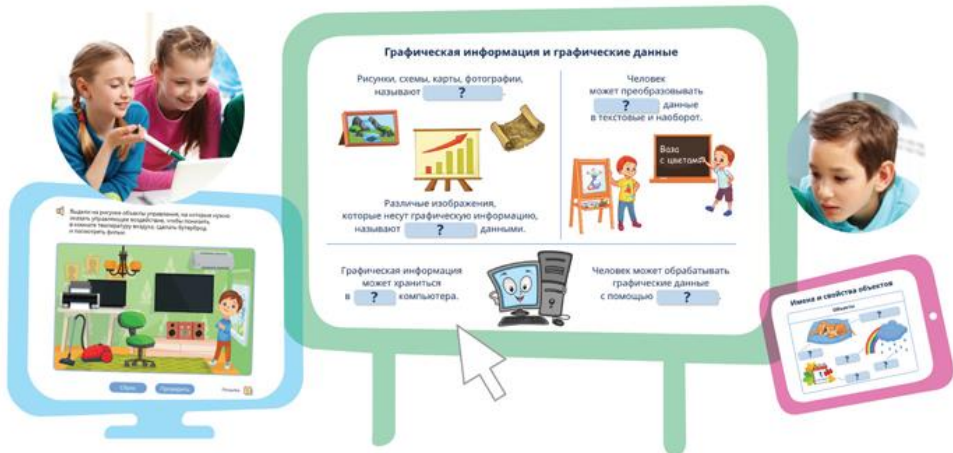 Графическая информация и графические данные
Рисунки, схемы, карты, фотографии,
называют ? .
Человек
может преобразовывать
? данные
в текстовые и наоборот.
Ваза
с цветами
Различные изображения,
которые несут графическую информацию,
называют ? данными.
Графическая информация
может храниться
в ? компьютера.
Человек может обрабатывать
графические данные
с помощью ? .
Выдели на рисунке объекты управления, на которые нужно
оказать управляющее воздействие, чтобы понизить
в комнате температуру воздуха, сделать бутерброд
и посмотреть фильм.
Сброс
Проверить
Имена и свойства объектов
Объекты
?
?
?
?
?
?